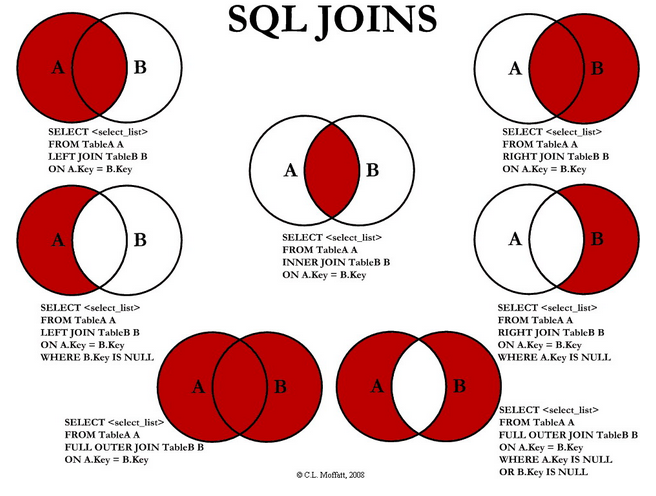 SQL JOINS
A B
SELECT <select_list>
FROM TableA A
LEFT JOIN TableB B
ON A.Key = B.Key
A B
SELECT <select_list>
FROM TableA A
RIGHT JOIN TableB B
ON A.Key = B.Key
A B
SELECT <select_list>
FROM TableA A
INNER JOIN TableB B
ON A.Key = B.Key
A B
SELECT <select_list>
FROM TableA A
LEFT JOIN TableB B
ON A.Key = B.Key
WHERE B.Key IS NULL
A B
SELECT <select_list>
FROM TableA A
RIGHT JOIN TableB B
ON A.Key = B.Key
WHERE A.Key IS NULL
A B
SELECT <select_list>
FROM TableA A
FULL OUTER JOIN TableB B
ON A.Key = B.Key
A B
SELECT <select_list>
FROM TableA A
FULL OUTER JOIN TableB B
ON A.Key = B.Key
WHERE A.Key IS NULL
OR B.Key IS NULL
© C.L. Moffatt, 2008